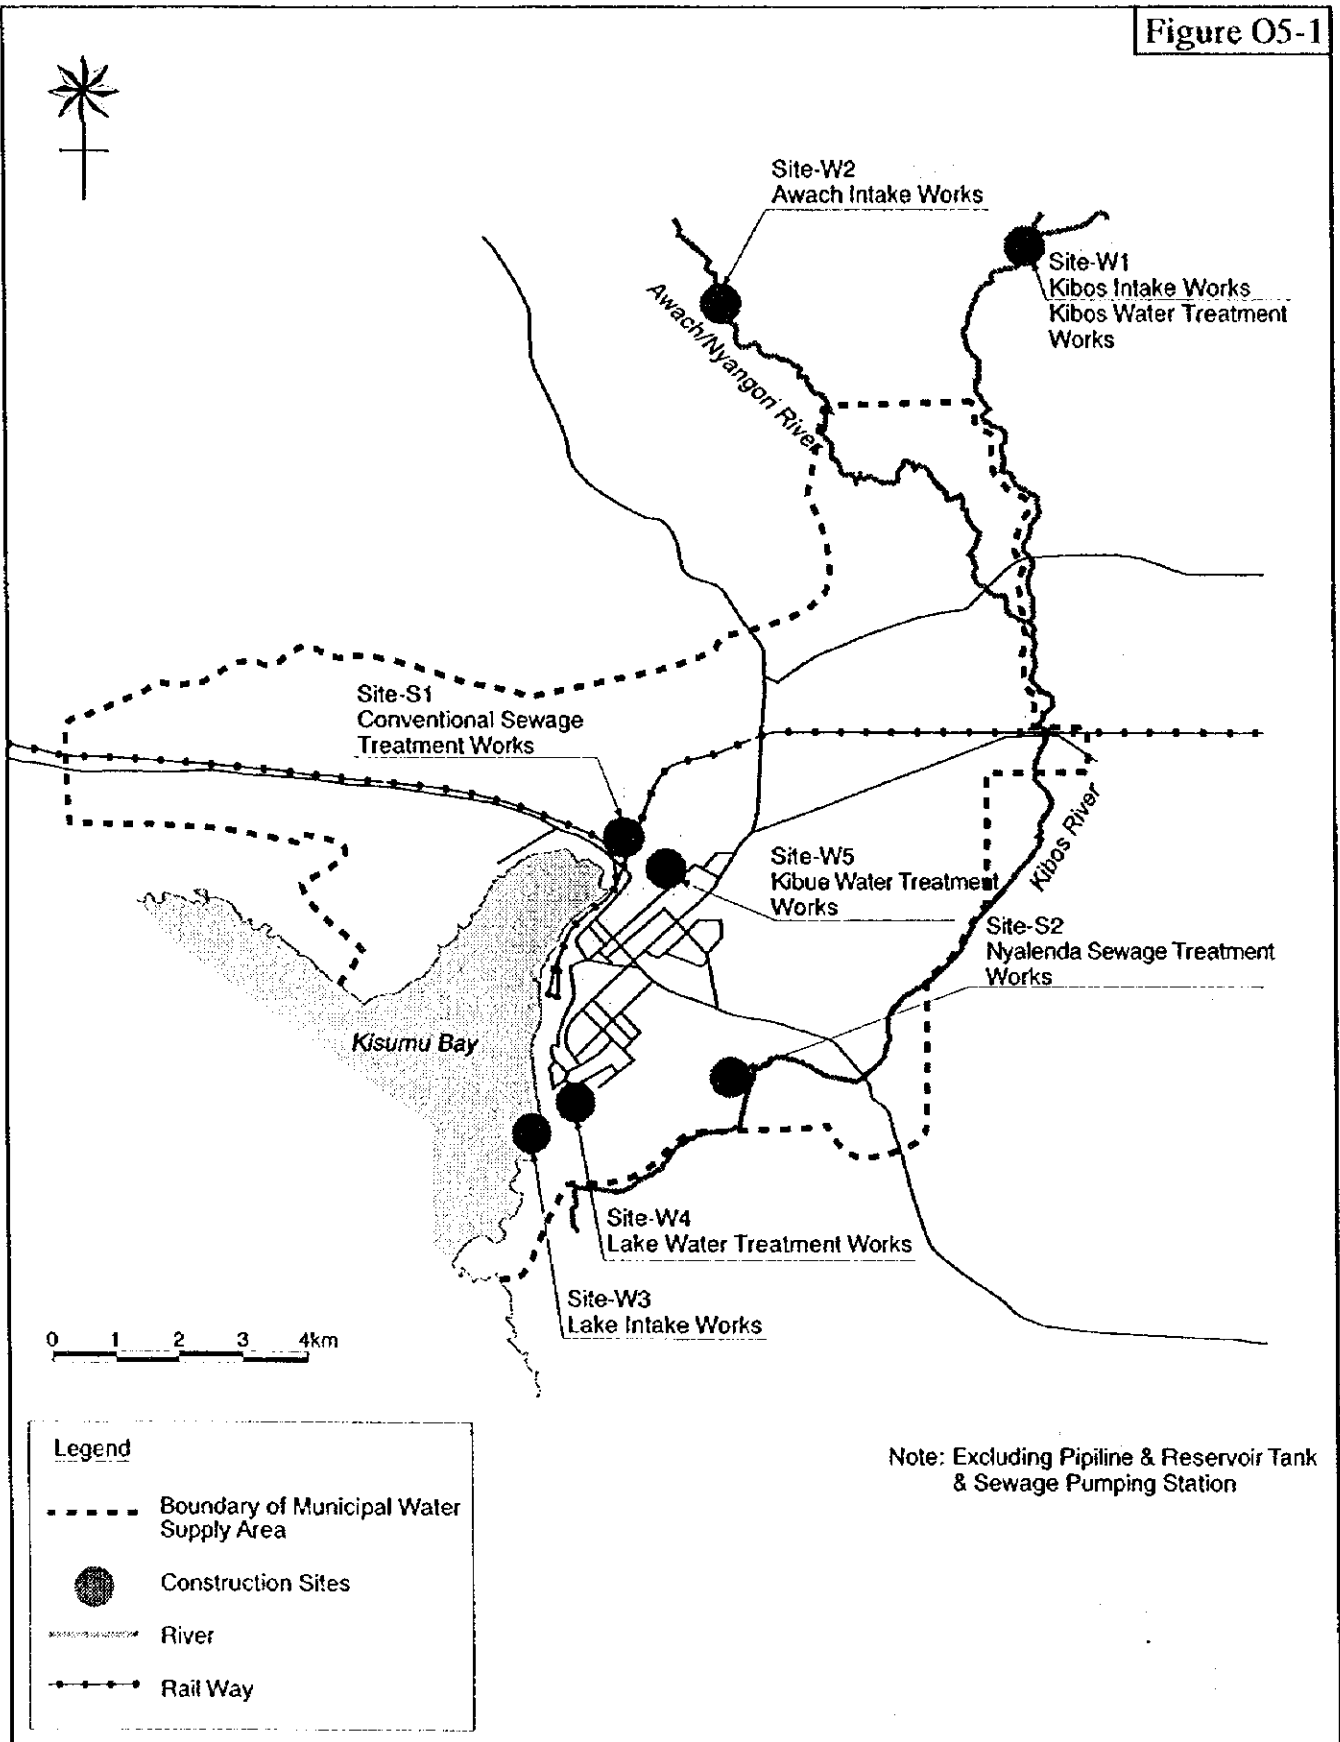 Figure O5-1
Site-W2
Awach Intake Works
Site-W1
Kibos Intake Works
Kibos Water Treatment
Works
Awach/Nyangori River
Site-S1
Conventional Sewage
Treatment Works
Kibos River
Site-W5
Kibue Water Treatment
Works
Site-S2
Nyalenda Sewage Treatment
Works
Kisumu Bay
Site-W4
Lake Water Treatment Works
Site-W3
Lake Intake Works
0 1 2 3 4km
Legend
Boundary of Municipal Water
Supply Area
Construction Sites
River
Rail Way
Note: Excluding Pipiline & Reservoir Tank
& Sewage Pumping Station